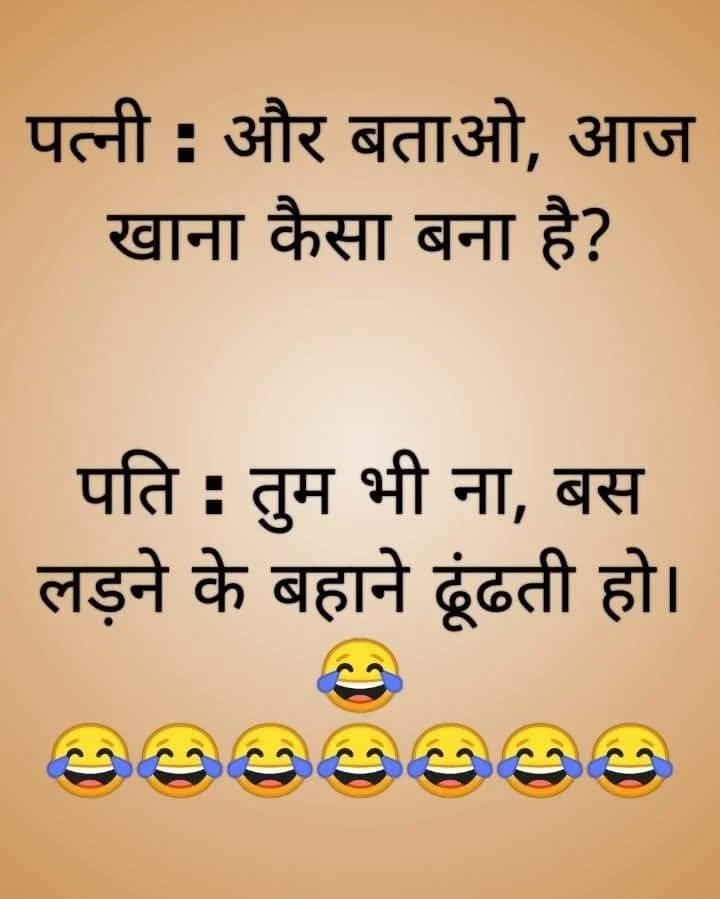 पत्नी : और बताओ, आज
खाना कैसा बना है?
पति : तुम भी ना, बस
लड़ने के बहाने ढूंढती हो।
😂
😂😂😂😂😂😂😂